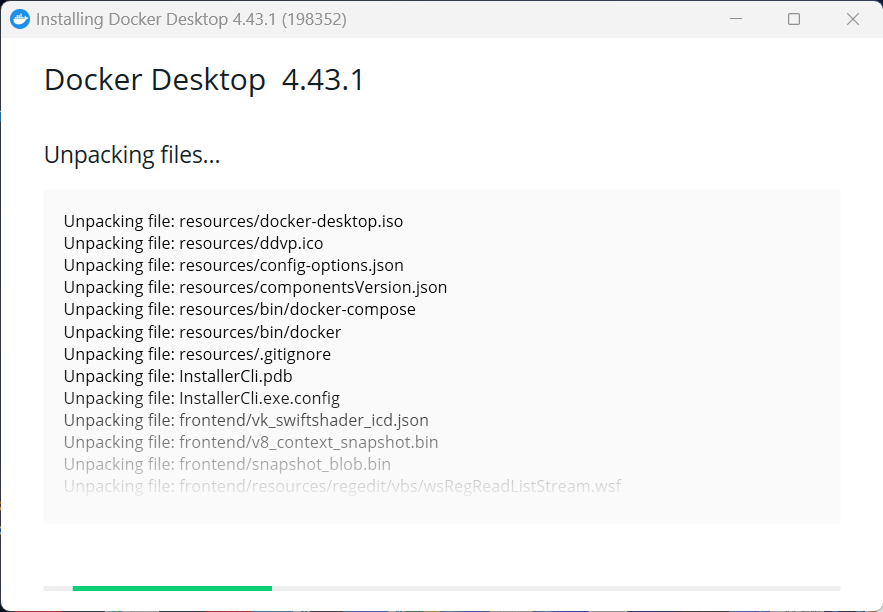 Installing Docker Desktop 4.43.1 (198352)
Docker Desktop 4.43.1
Unpacking files...
Unpacking file: resources/docker-desktop.iso
Unpacking file: resources/ddvp.ico
Unpacking file: resources/config-options.json
Unpacking file: resources/componentsVersion.json
Unpacking file: resources/bin/docker-compose
Unpacking file: resources/bin/docker
Unpacking file: resources/.gitignore
Unpacking file: InstallerCli.pdb
Unpacking file: InstallerCli.exe.config
Unpacking file: frontend/vk_swiftshader_icd.json
Unpacking file: frontend/v8_context_snapshot.bin
Unpacking file: frontend/snapshot_blob.bin
Unpacking file: frontend/resources/regedit/vbs/wsRegReadListStream.wsf